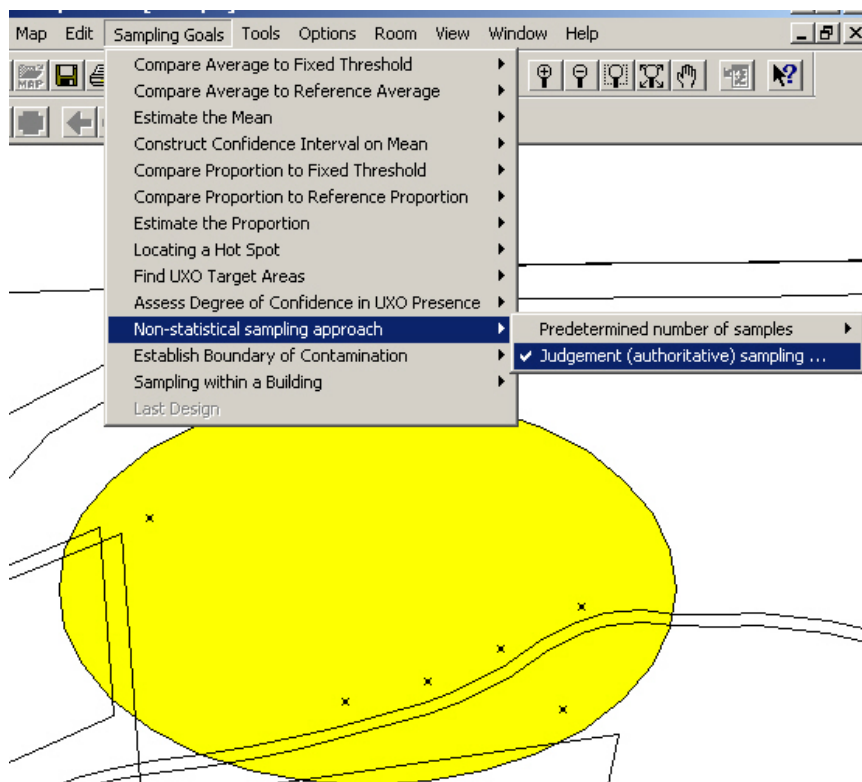 Map Edit Sampling Goals Tools Options Room View Window Help
MAP
Compare Average to Fixed Threshold
Compare Average to Reference Average
Estimate the Mean
Construct Confidence Interval on Mean
Compare Proportion to Fixed Threshold
Compare Proportion to Reference Proportion
Estimate the Proportion
Locating a Hot Spot
Find UXO Target Areas
Assess Degree of Confidence in UXO Presence
Non-statistical sampling approach
Predetermined number of samples
Establish Boundary of Contamination
Judgement (authoritative) sampling ...
Sampling within a Building
Last Design